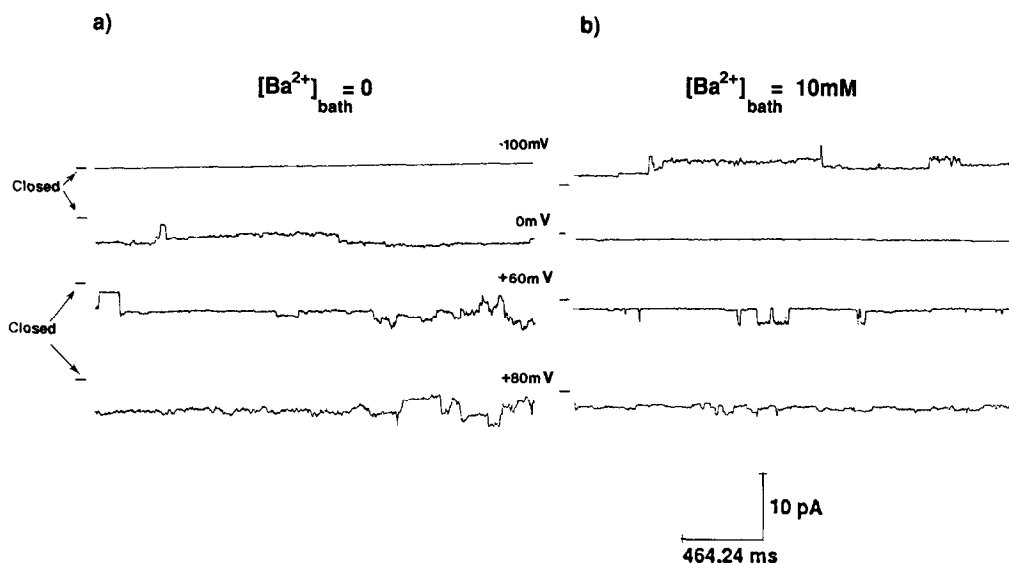 a)
b)
[Ba2+]bath = 0
[Ba2+]bath = 10mM
-100mV
Closed
0mV
+60mV
Closed
+80mV
10 pA
464.24 ms